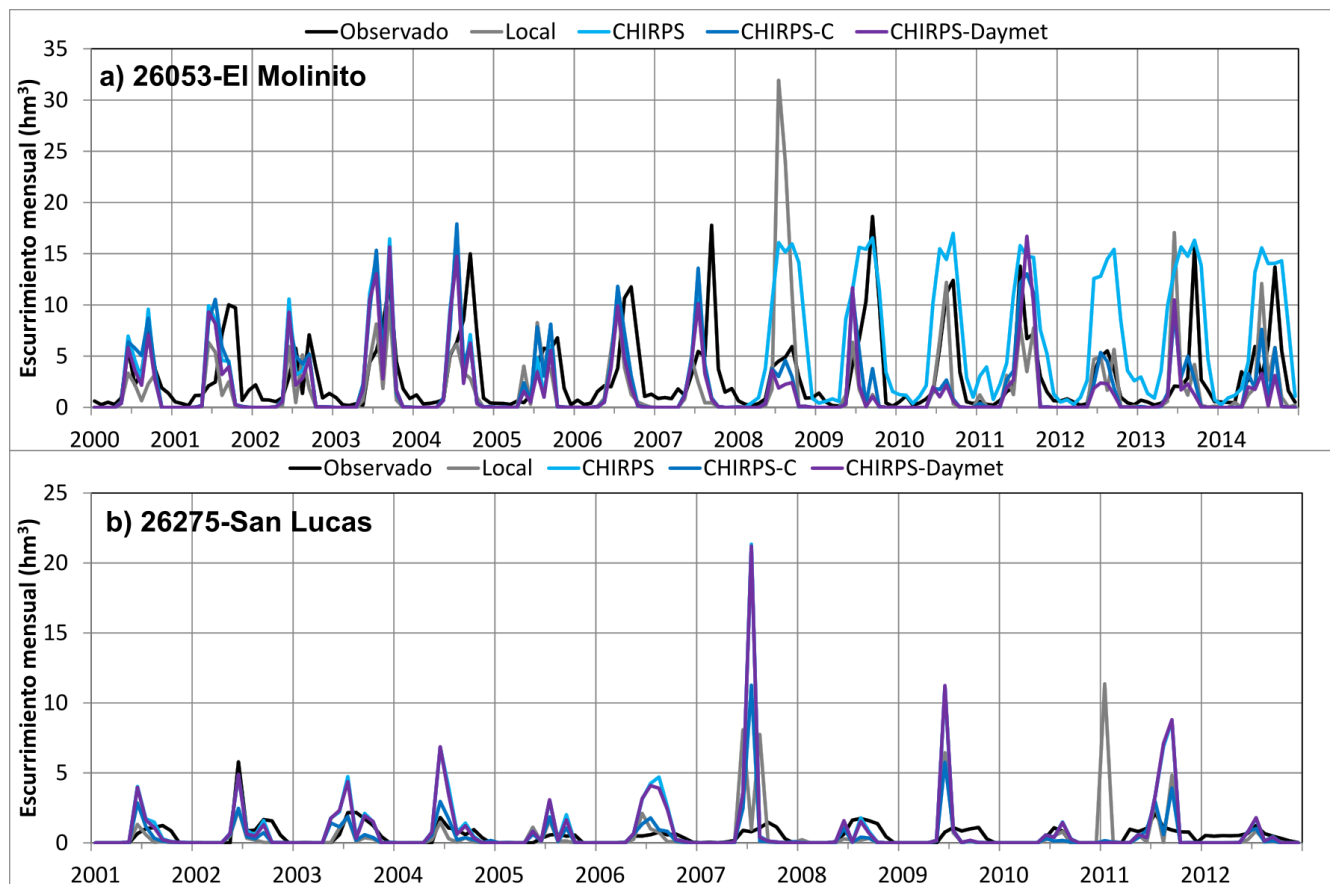 Observado Local CHIRPS CHIRPS-C CHIRPS-Daymet
a) 26053-El Molinito
Escurrimiento mensual (hm³)
35
30
25
20
15
10
5
0
2000 2001 2002 2003 2004 2005 2006 2007 2008 2009 2010 2011 2012 2013 2014
Observado Local CHIRPS CHIRPS-C CHIRPS-Daymet
b) 26275-San Lucas
Escurrimiento mensual (hm³)
25
20
15
10
5
0
2001 2002 2003 2004 2005 2006 2007 2008 2009 2010 2011 2012